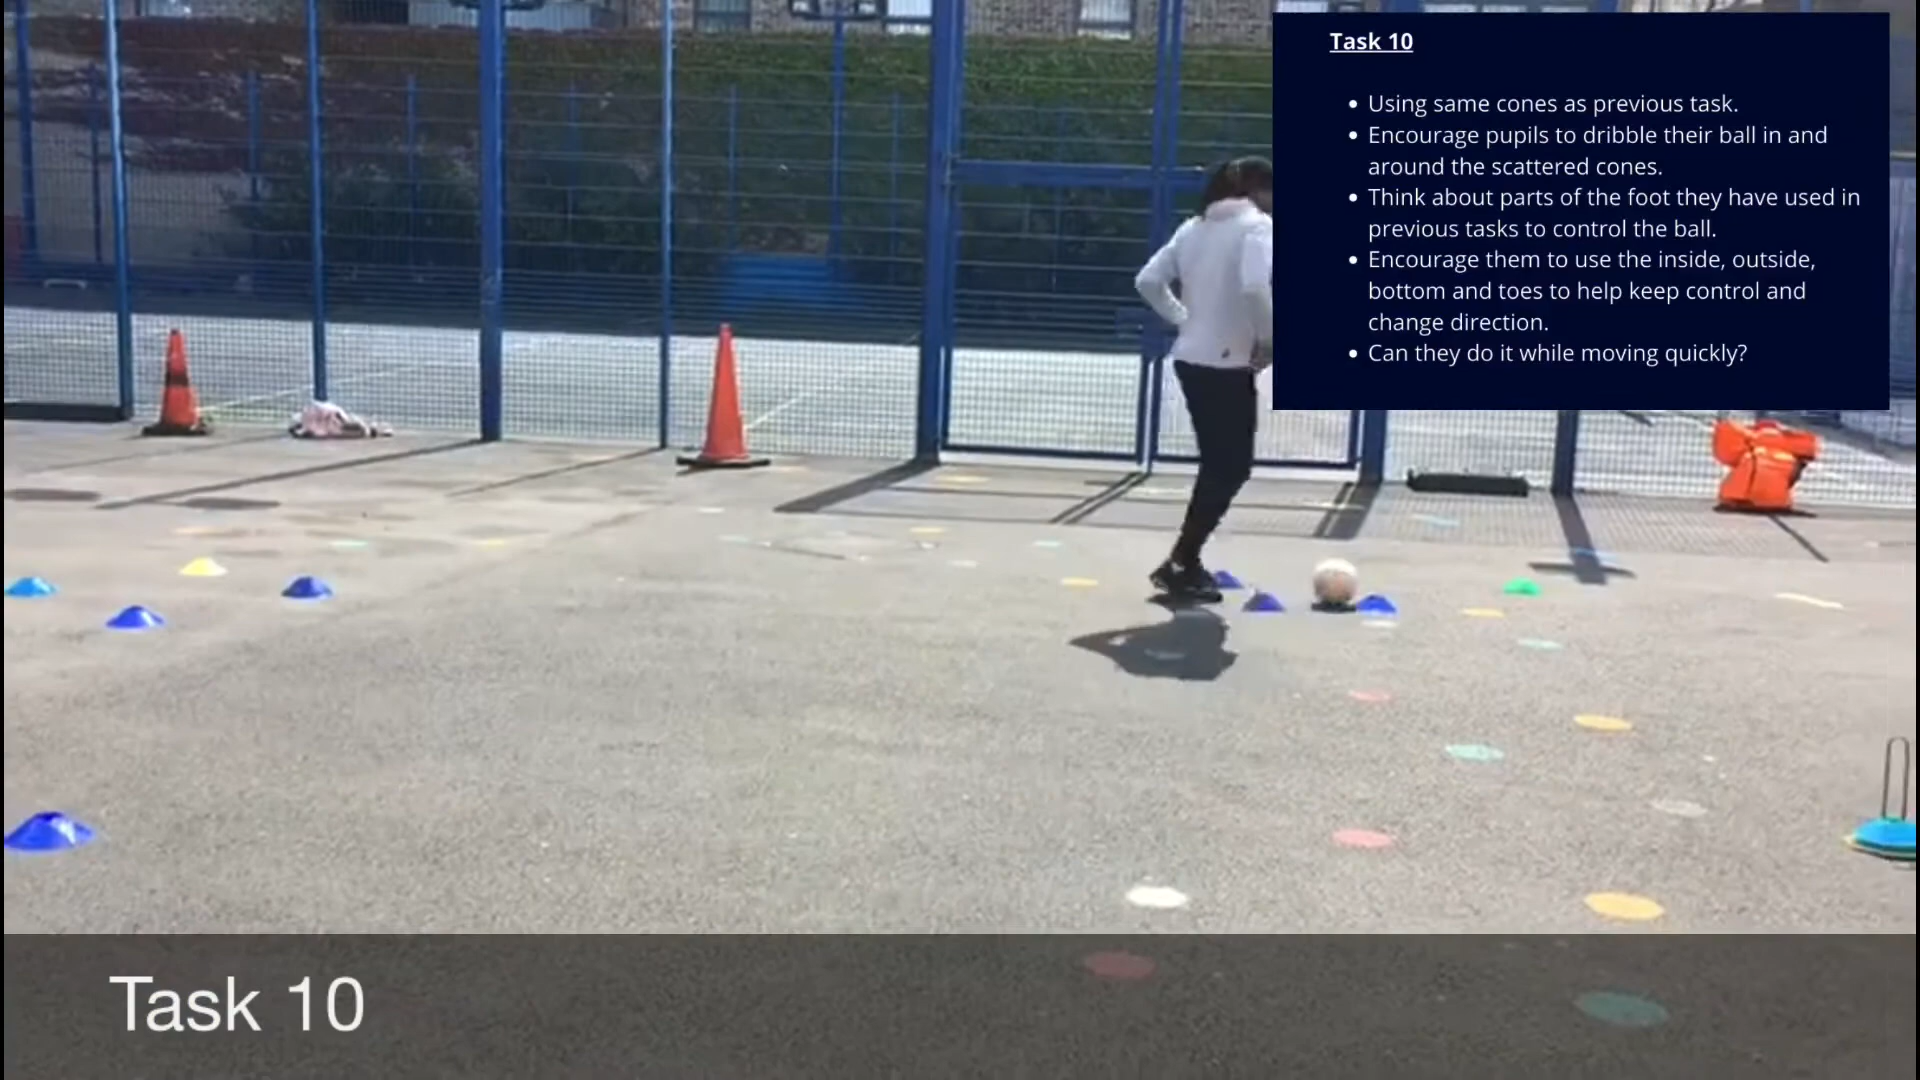 Task 10
• Using same cones as previous task.
• Encourage pupils to dribble their ball in and
around the scattered cones.
• Think about parts of the foot they have used in
previous tasks to control the ball.
• Encourage them to use the inside, outside,
bottom and toes to help keep control and
change direction.
• Can they do it while moving quickly?
Task 10